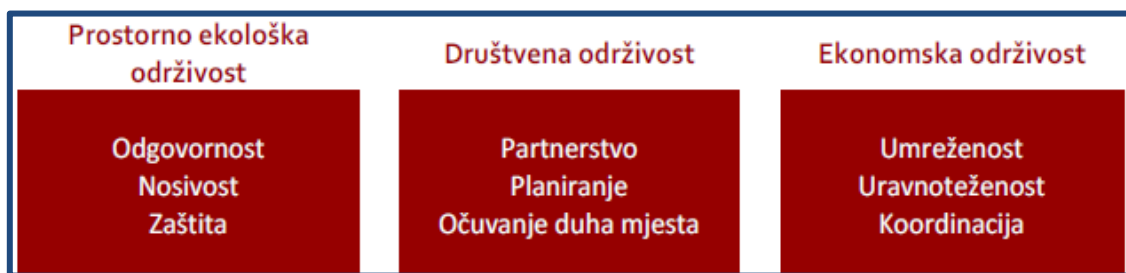 Prostorno ekološka
održivost
Odgovornost
Nosivost
Zaštita
Društvena održivost
Partnerstvo
Planiranje
Očuvanje duha mjesta
Ekonomska održivost
Umreženost
Uravnoteženost
Koordinacija